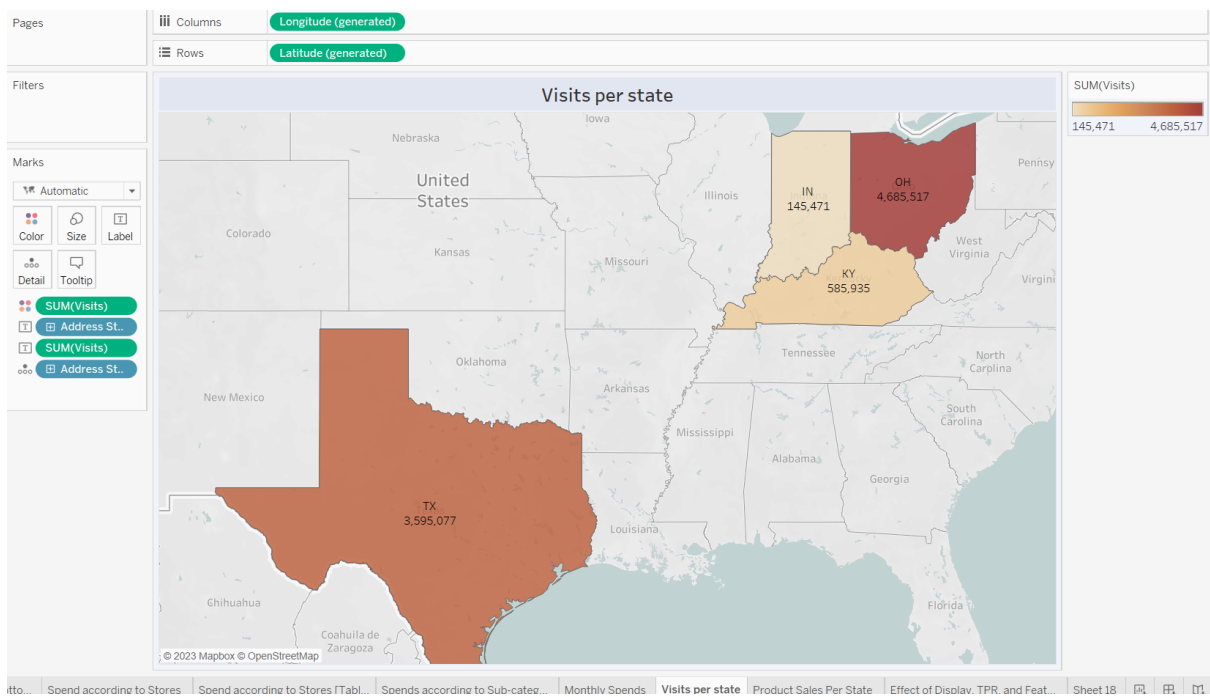 Pages
Columns
Longitude (generated)
Rows
Latitude (generated)
Filters
Marks
Automatic
Color
Size
Label
Detail
Tooltip
SUM(Visits)
Address St..
SUM(Visits)
Address St..
Visits per state
Iowa
Nebraska
United
States
Illinois
Pennsy
Colorado
Kansas
Missouri
West
Virginia
Virgini
IN
145,471
OH
4,685,517
KY
585,935
Oklahoma
Tennessee
North
Carolina
New Mexico
Arkansas
South
Carolina
Mississippi
Alabama
Georgia
TX
3,595,077
Louisiana
Chihuahua
Florida
Coahuila de
Zaragoza
© 2023 Mapbox © OpenStreetMap
SUM(Visits)
145,471 4,685,517
otto... Spend according to Stores Spend according to Stores [Tabl... Spends according to Sub-categ... Monthly Spends Visits per state Product Sales Per State Effect of Display, TPR, and Feat... Sheet 18